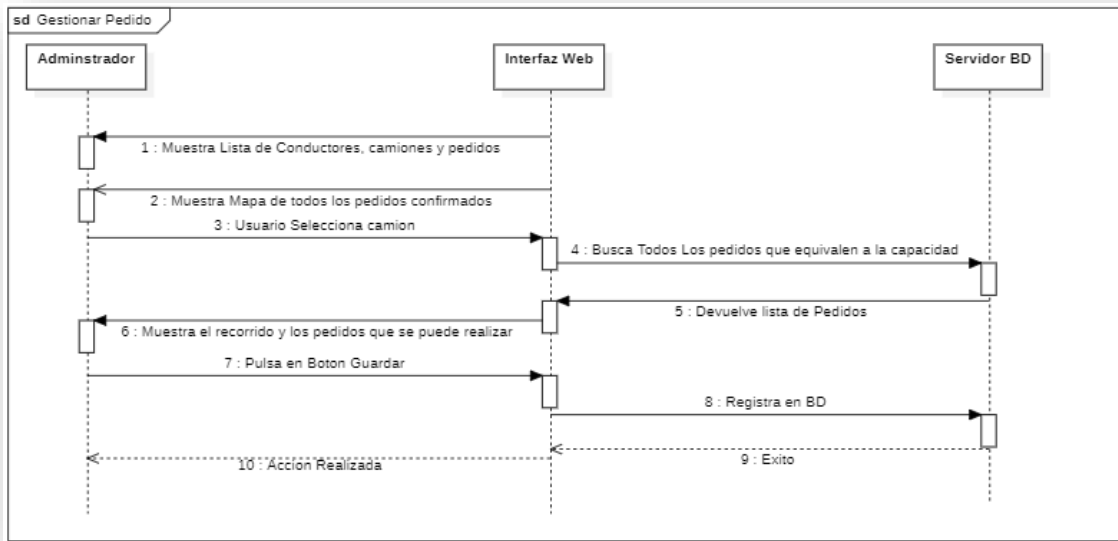 sd Gestionar Pedido
Adminstrador
Interfaz Web
Servidor BD
1 : Muestra Lista de Conductores, camiones y pedidos
2 : Muestra Mapa de todos los pedidos confirmados
3 : Usuario Selecciona camion
4 : Busca Todos Los pedidos que equivalen a la capacidad
5 : Devuelve lista de Pedidos
6 : Muestra el recorrido y los pedidos que se puede realizar
7 : Pulsa en Boton Guardar
8 : Registra en BD
9 : Exito
10 : Accion Realizada